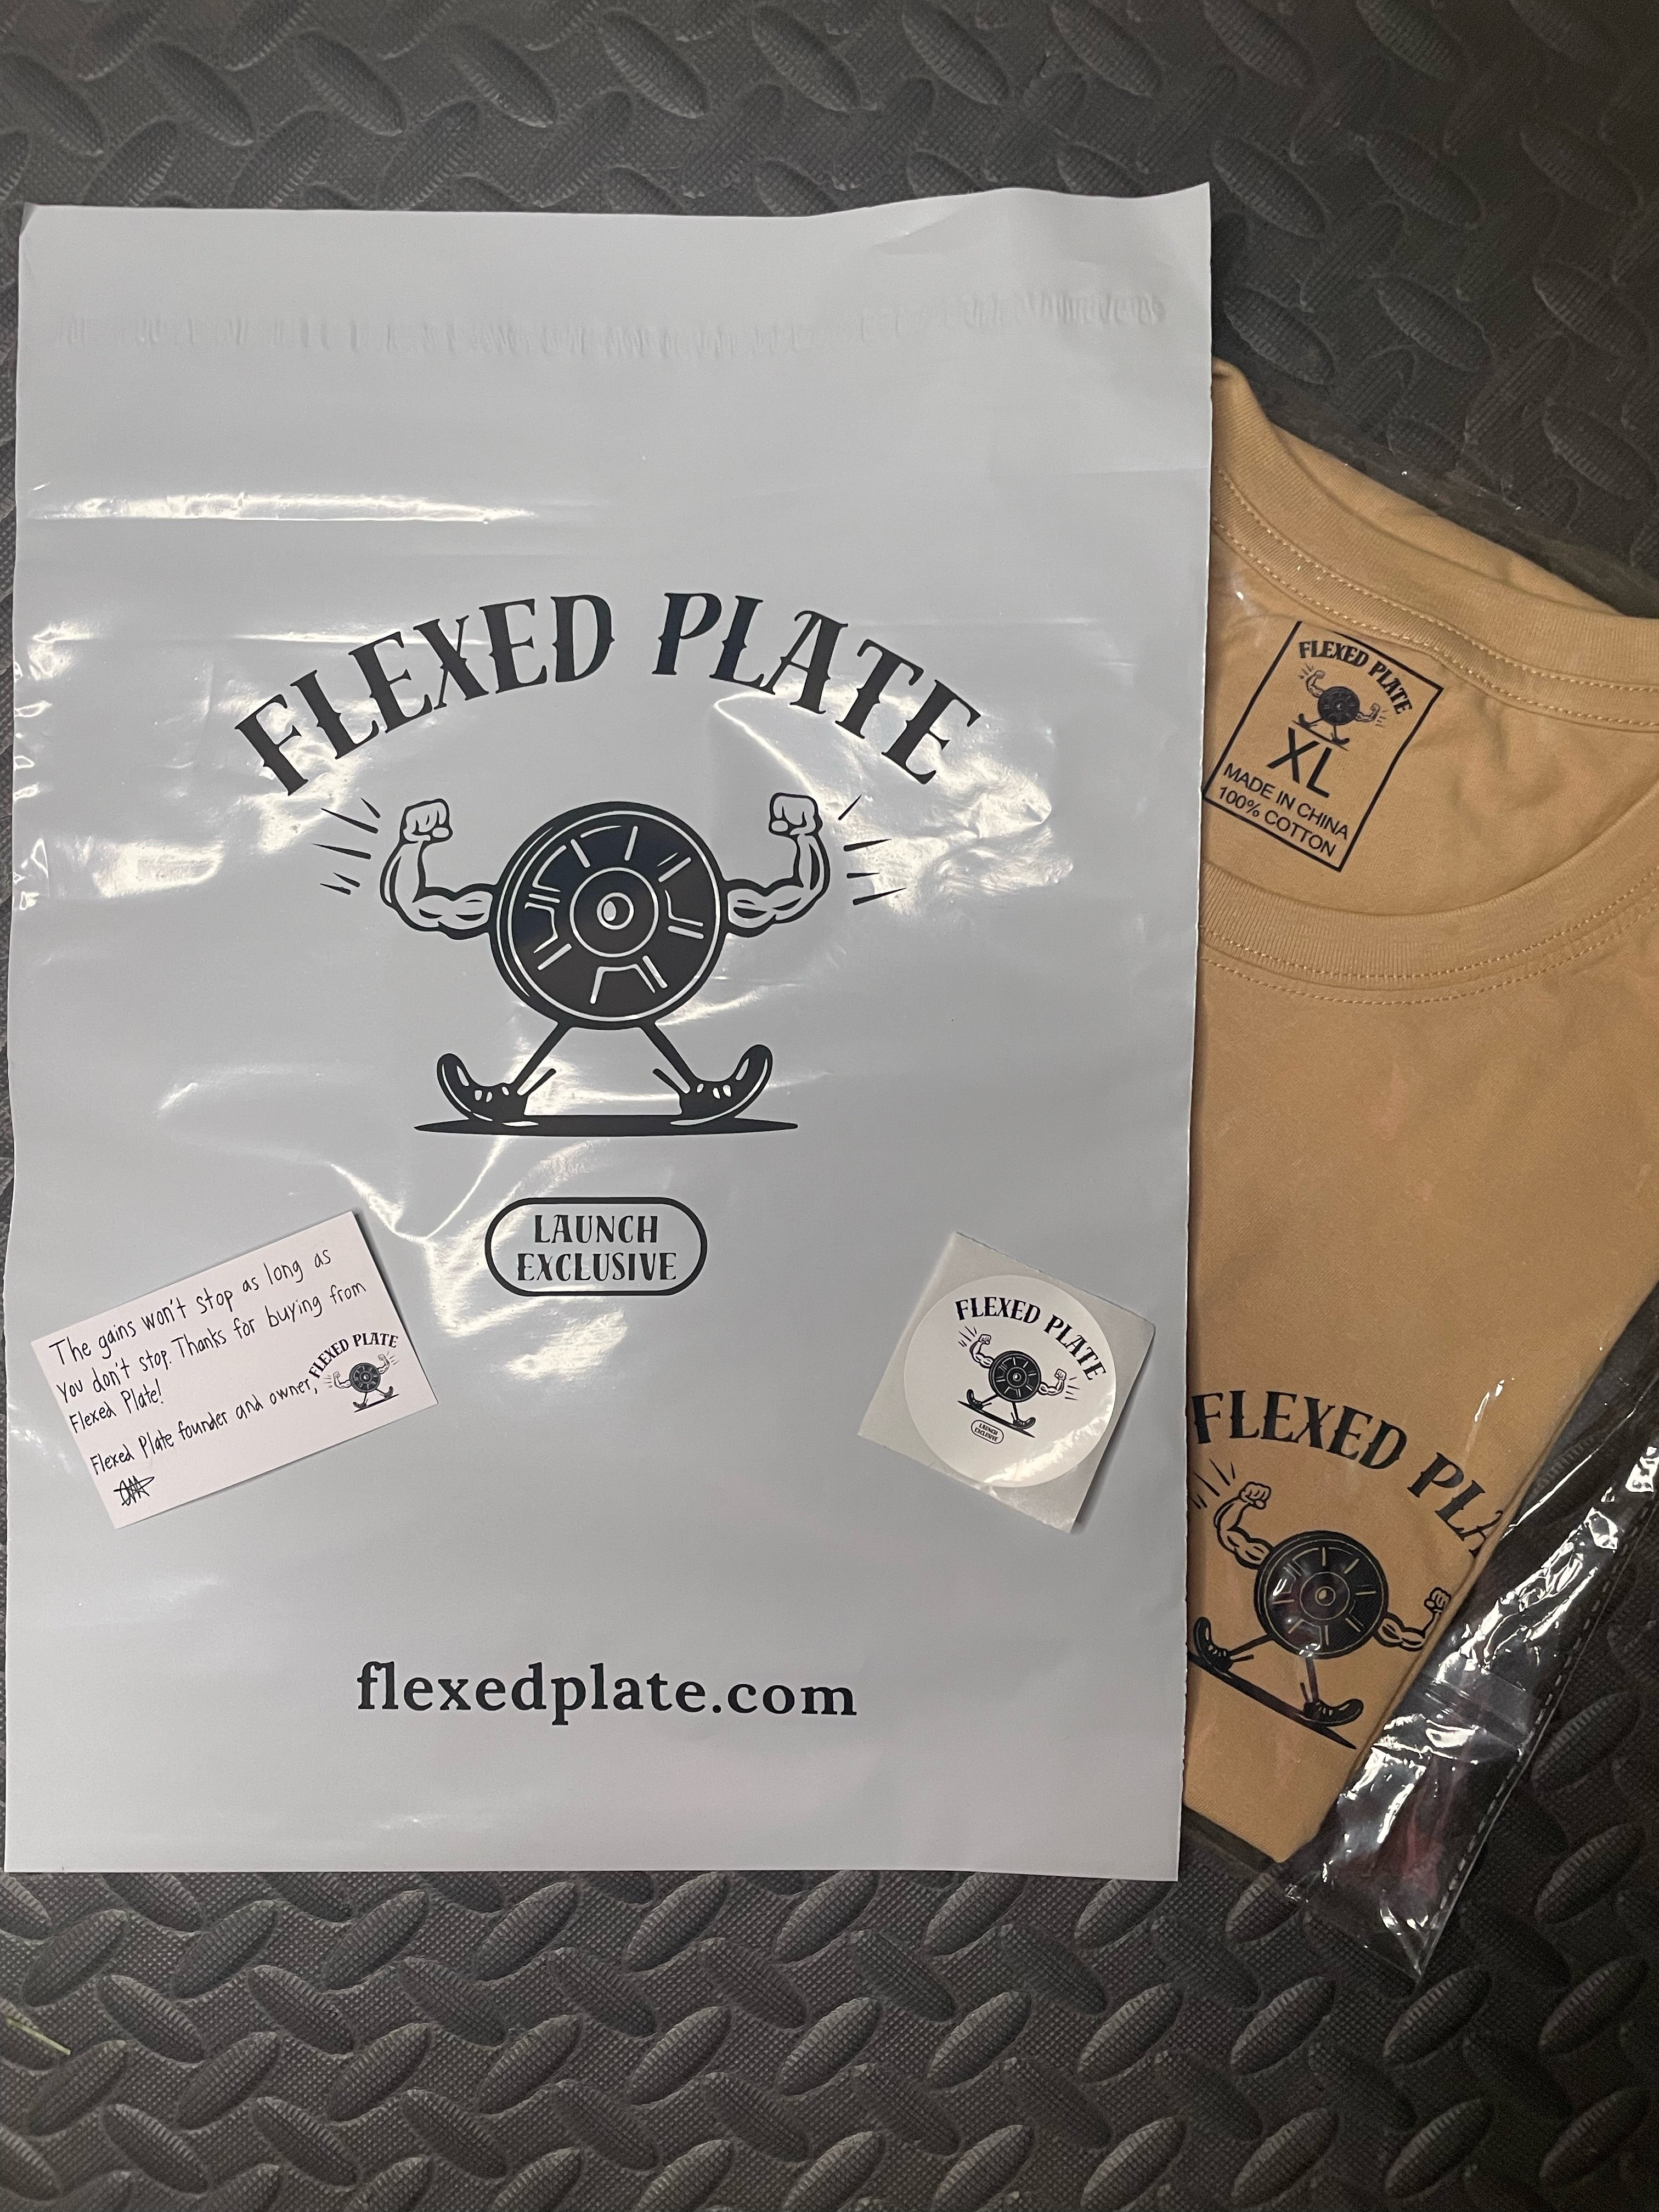 FLEXED PLATE
LAUNCH
EXCLUSIVE
The gains won't stop as long as
you don't stop. Thanks for buying from
Flexed Plate!
Flexed Plate founder and owner,
FLEXED PLATE
FLEXED PLATE
LAUNCH
EXCLUSIVE
flexedplate.com
FLEXED PLATE
XL
MADE IN CHINA
100% COTTON
FLEXED PLA